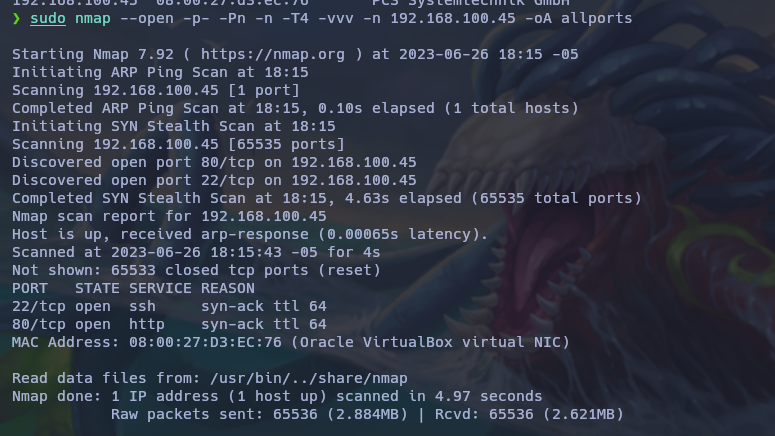 192.168.100.45  08:00:27:d3:ec:76       PCS Systemtechnik GmbH
❯ sudo nmap --open -p- -Pn -n -T4 -vvv -n 192.168.100.45 -oA allports
Starting Nmap 7.92 ( https://nmap.org ) at 2023-06-26 18:15 -05
Initiating ARP Ping Scan at 18:15
Scanning 192.168.100.45 [1 port]
Completed ARP Ping Scan at 18:15, 0.10s elapsed (1 total hosts)
Initiating SYN Stealth Scan at 18:15
Scanning 192.168.100.45 [65535 ports]
Discovered open port 80/tcp on 192.168.100.45
Discovered open port 22/tcp on 192.168.100.45
Completed SYN Stealth Scan at 18:15, 4.63s elapsed (65535 total ports)
Nmap scan report for 192.168.100.45
Host is up, received arp-response (0.00065s latency).
Scanned at 2023-06-26 18:15:43 -05 for 4s
Not shown: 65533 closed tcp ports (reset)
PORT   STATE SERVICE REASON
22/tcp open  ssh     syn-ack ttl 64
80/tcp open  http    syn-ack ttl 64
MAC Address: 08:00:27:D3:EC:76 (Oracle VirtualBox virtual NIC)
Read data files from: /usr/bin/../share/nmap
Nmap done: 1 IP address (1 host up) scanned in 4.97 seconds
           Raw packets sent: 65536 (2.884MB) | Rcvd: 65536 (2.621MB)